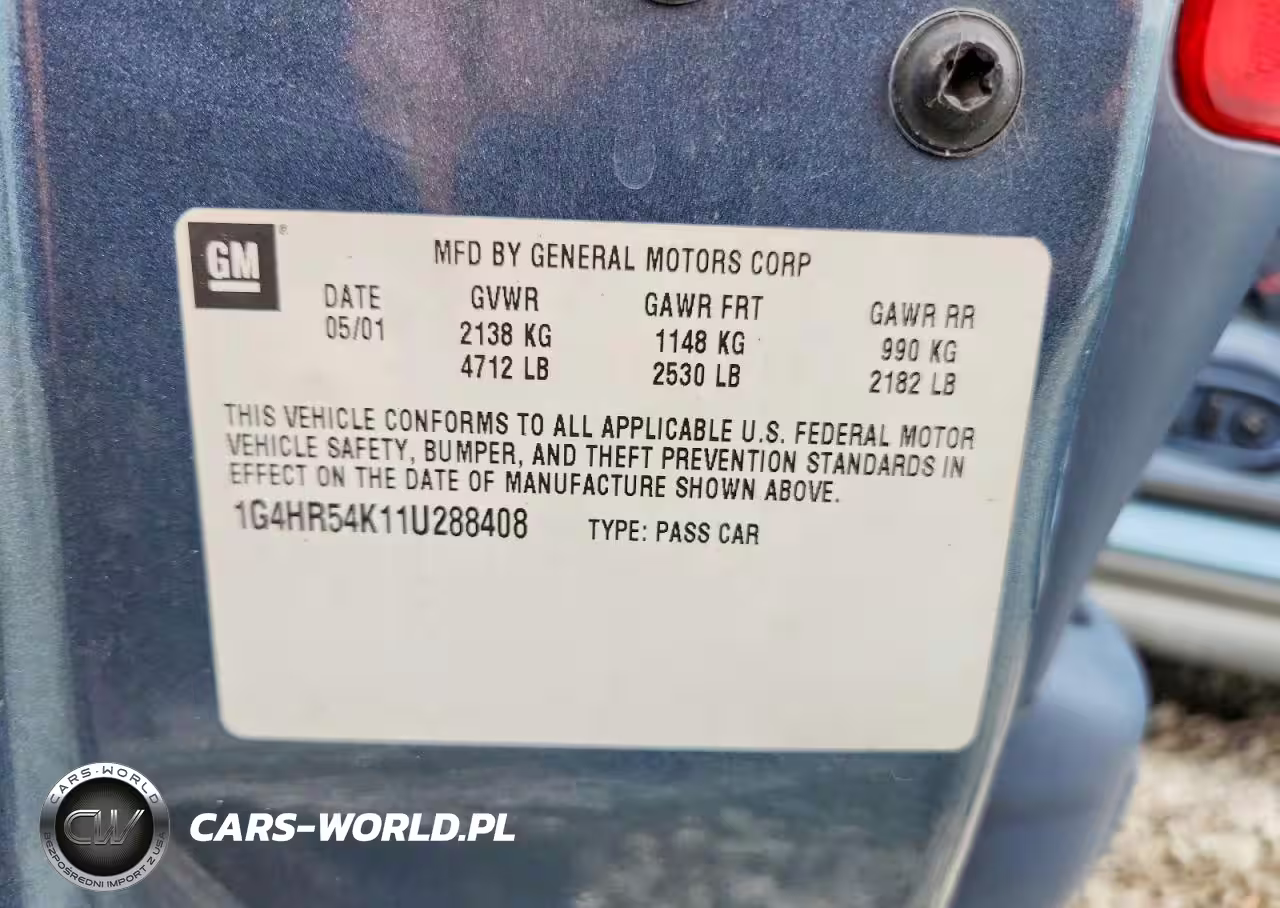 GM ®
MFD BY GENERAL MOTORS CORP
DATE GVWR GAWR FRT GAWR RR
05/01 2138 KG 1148 KG 990 KG
4712 LB 2530 LB 2182 LB
THIS VEHICLE CONFORMS TO ALL APPLICABLE U.S. FEDERAL MOTOR
VEHICLE SAFETY, BUMPER, AND THEFT PREVENTION STANDARDS IN
EFFECT ON THE DATE OF MANUFACTURE SHOWN ABOVE.
1G4HR54K11U288408 TYPE: PASS CAR
CARS-WORLD
CW
BEZPOŚREDNI IMPORT Z USA
CARS-WORLD.PL